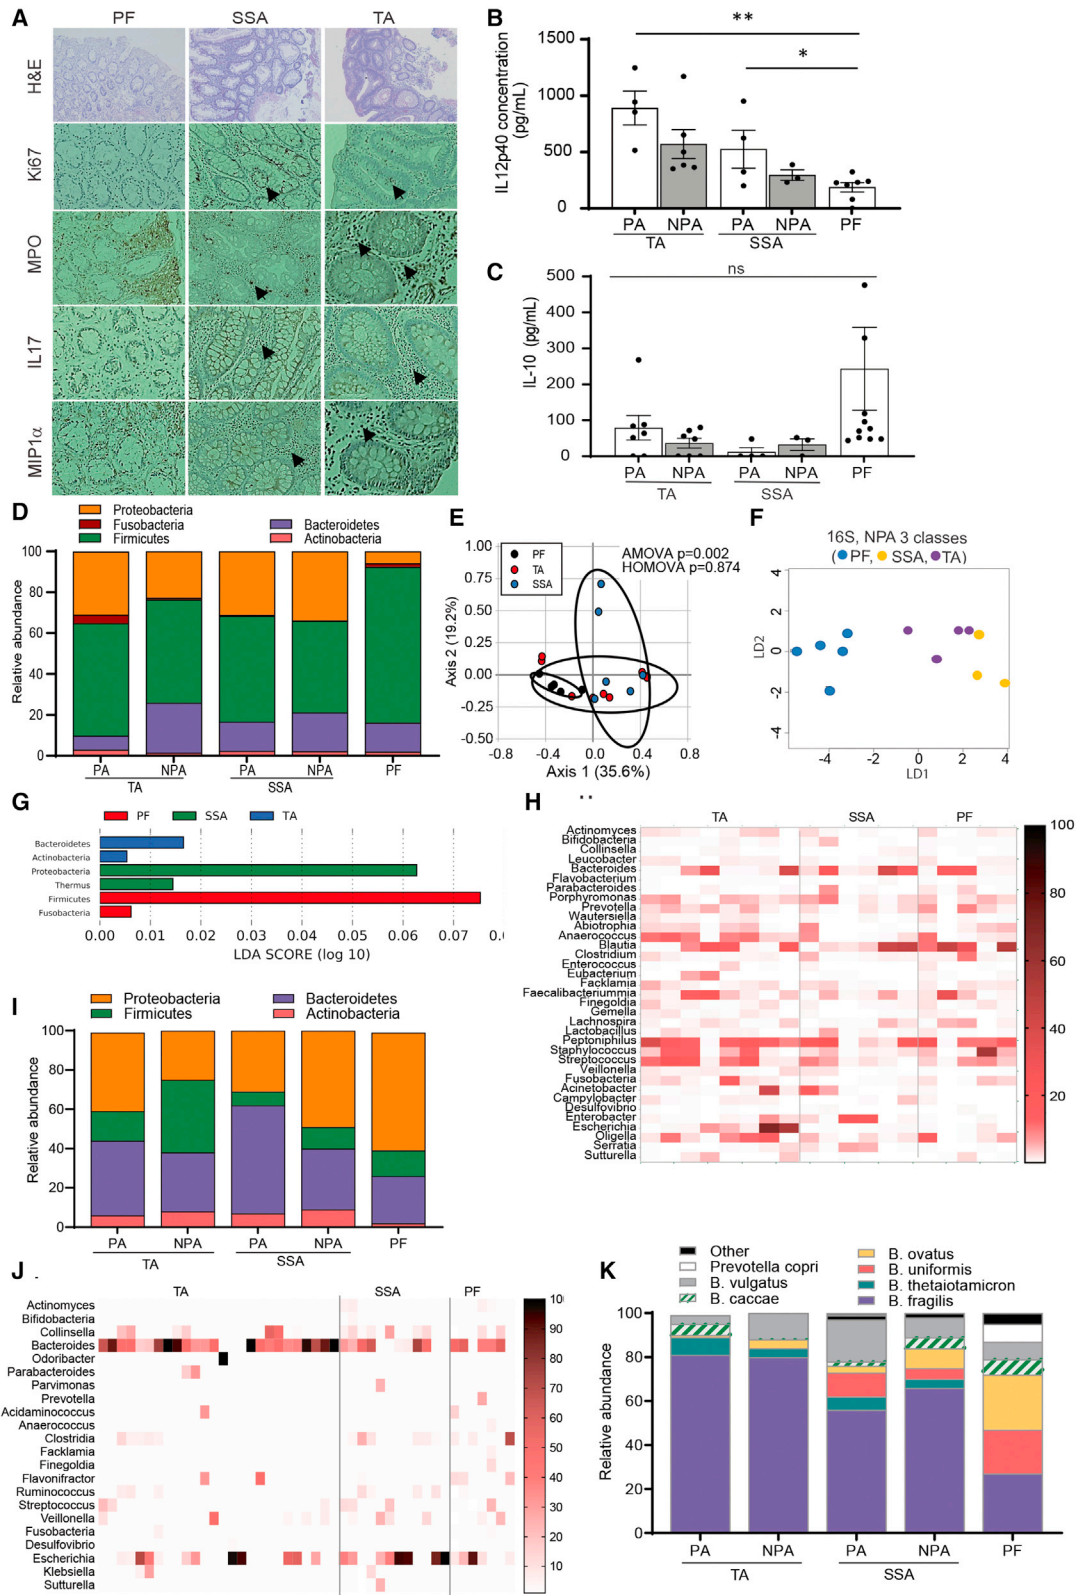 A
PF SSA TA
H&E
Ki67
MPO
IL17
MIP1α
B
** 
*
IL12p40 concentration
(pg/mL)
1500
1000
500
0
PA NPA PA NPA PF
TA SSA
C
ns
IL-10 (pg/mL)
500
400
300
200
100
0
PA NPA PA NPA PF
TA SSA
D
Proteobacteria
Fusobacteria Bacteroidetes
Firmicutes Actinobacteria
Relative abundance
100
80
60
40
20
0
PA NPA PA NPA PF
TA SSA
E
PF
TA
SSA
AMOVA p=0.002
HOMOVA p=0.874
Axis 2 (19.2%)
1.00
0.75
0.50
0.25
0.00
-0.25
-0.50
-0.8 -0.4 0.0 0.4 0.8
Axis 1 (35.6%)
F
16S, NPA 3 classes
(PF, SSA, TA)
LD2
4
2
0
-2
-4
-4 -2 0 2 4
LD1
G
PF SSA TA
Bacteroidetes
Actinobacteria
Proteobacteria
Thermus
Firmicutes
Fusobacteria
0.00 0.01 0.02 0.03 0.04 0.05 0.06 0.07
LDA SCORE (log 10)
H
TA SSA PF
Actinomyces
Bifidobacteria
Collinsella
Leucobacter
Bacteroides
Flavobacterium
Parabacteroides
Porphyromonas
Prevotella
Wautersiella
Abiotrophia
Anaerococcus
Blautia
Clostridium
Enterococcus
Eubacterium
Facklamia
Faecalibacteriummia
Finegoldia
Gemella
Lachnospira
Lactobacillus
Peptoniphilus
Staphylococcus
Streptococcus
Veillonella
Fusobacteria
Acinetobacter
Campylobacter
Desulfovibrio
Enterobacter
Escherichia
Oligella
Serratia
Sutturella
100
80
60
40
20
I
Proteobacteria Bacteroidetes
Firmicutes Actinobacteria
Relative abundance
100
80
60
40
20
0
PA NPA PA NPA PF
TA SSA
J
TA SSA PF
Actinomyces
Bifidobacteria
Collinsella
Bacteroides
Odoribacter
Parabacteroides
Parvimonas
Prevotella
Acidaminococcus
Anaerococcus
Clostridia
Facklamia
Finegoldia
Flavonifractor
Ruminococcus
Streptococcus
Veillonella
Fusobacteria
Desulfovibrio
Escherichia
Klebsiella
Sutturella
90
80
70
60
50
40
30
20
10
K
Other B. ovatus
Prevotella copri B. uniformis
B. vulgatus B. thetaiotamicron
B. caccae B. fragilis
Relative abundance
100
80
60
40
20
0
PA NPA PA NPA PF
TA SSA